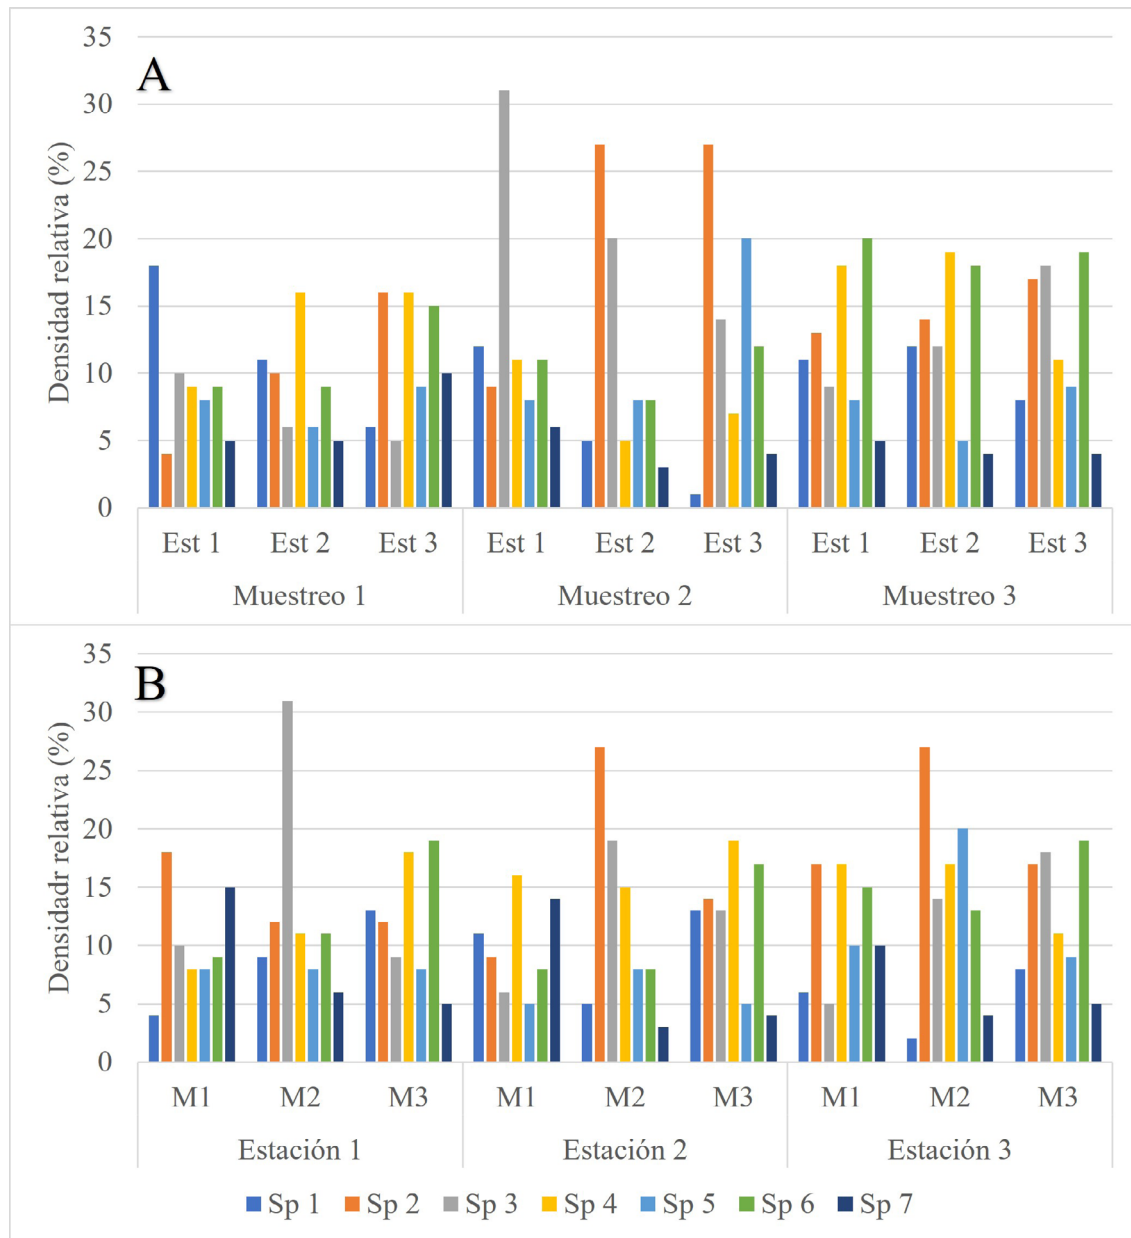 A
Densidad relativa (%)
35
30
25
20
15
10
5
0
Est 1 Est 2 Est 3 Est 1 Est 2 Est 3 Est 1 Est 2 Est 3
Muestreo 1 Muestreo 2 Muestreo 3
B
Densidadr relativa (%)
35
30
25
20
15
10
5
0
M1 M2 M3 M1 M2 M3 M1 M2 M3
Estación 1 Estación 2 Estación 3
Sp 1 Sp 2 Sp 3 Sp 4 Sp 5 Sp 6 Sp 7